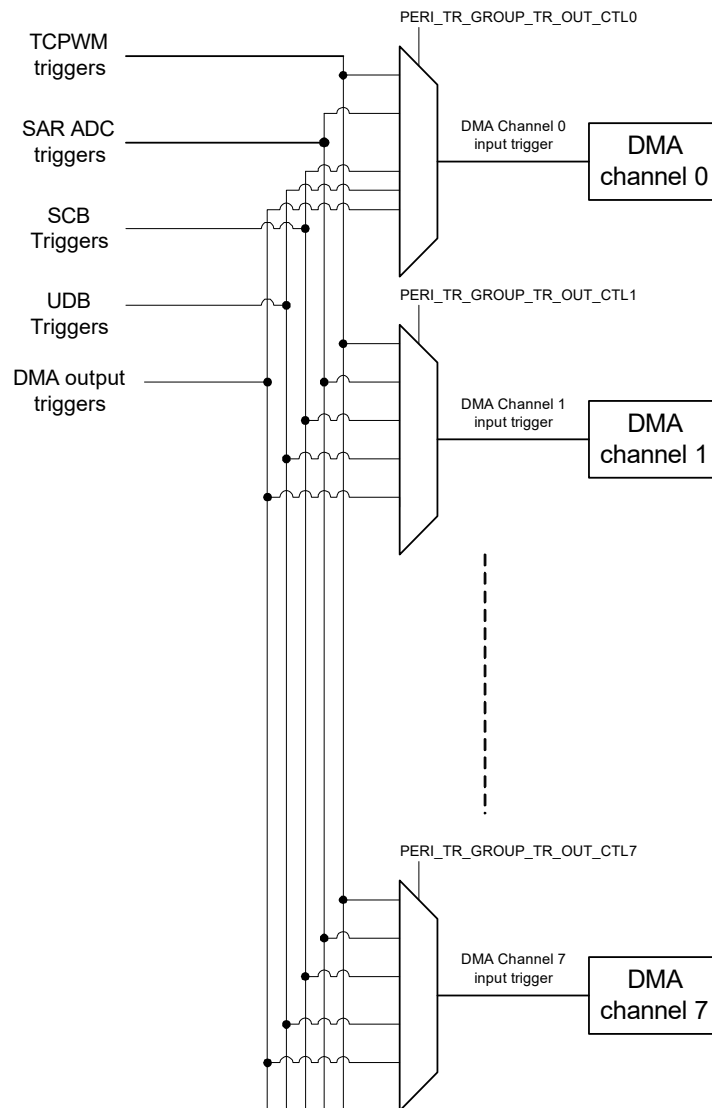 PERI_TR_GROUP_TR_OUT_CTL0
TCPWM
triggers
SAR ADC
triggers
DMA Channel 0
input trigger
DMA
channel 0
SCB
Triggers
UDB
Triggers
PERI_TR_GROUP_TR_OUT_CTL1
DMA output
triggers
DMA Channel 1
input trigger
DMA
channel 1
PERI_TR_GROUP_TR_OUT_CTL7
DMA Channel 7
input trigger
DMA
channel 7